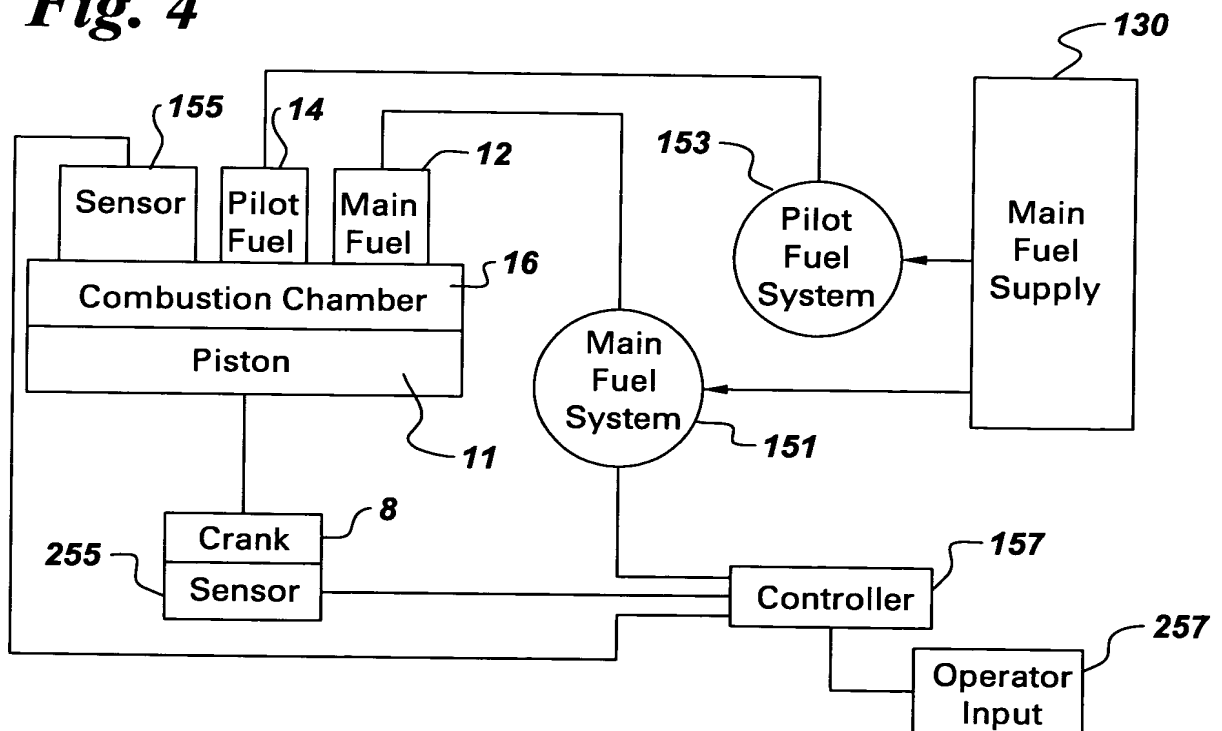 Fig. 4
130
155
14
12
153
Sensor
Pilot
Fuel
Main
Fuel
Pilot
Fuel
System
Main
Fuel
Supply
16
Combustion Chamber
Piston
Main
Fuel
System
151
11
8
Crank
255
Sensor
157
Controller
257
Operator
Input